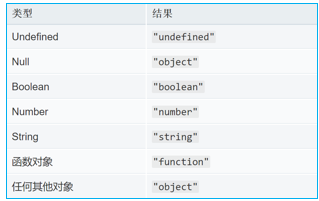 类型 结果
Undefined "undefined"
Null "object"
Boolean "boolean"
Number "number"
String "string"
函数对象 "function"
任何其他对象 "object"